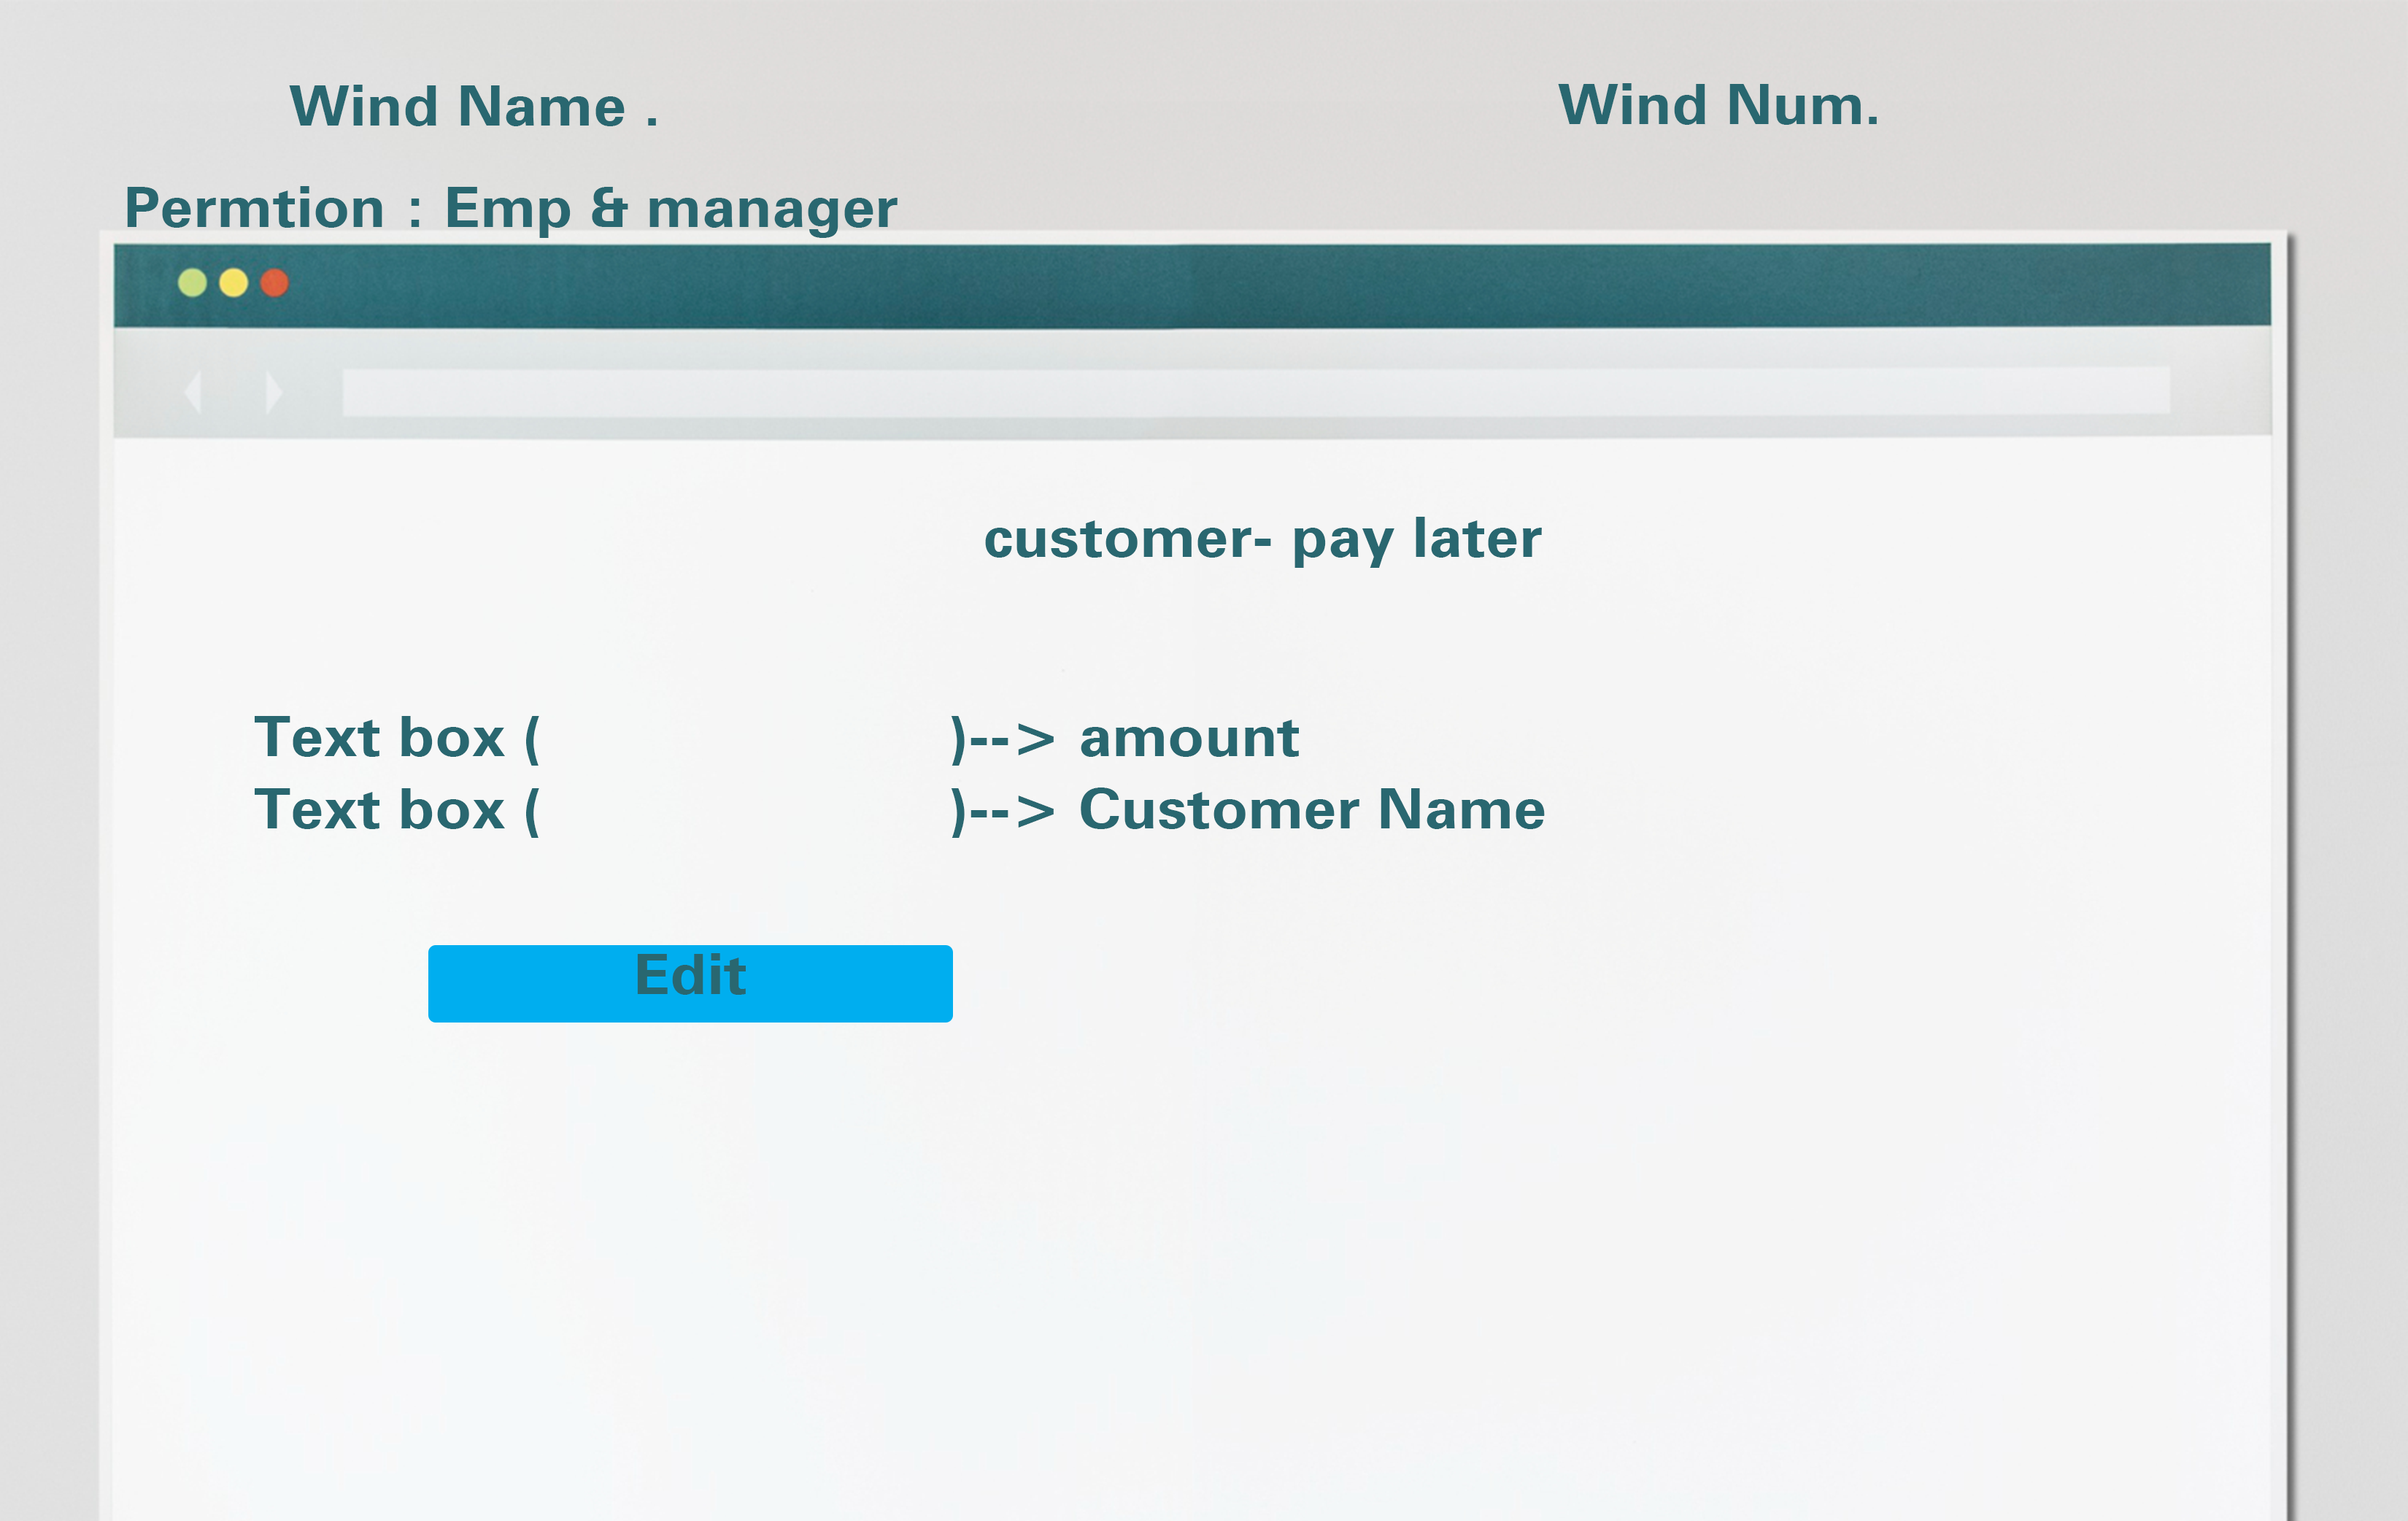 Wind Name .
Wind Num.
Permtion : Emp & manager
customer- pay later
Text box ( )--> amount
Text box ( )--> Customer Name
Edit